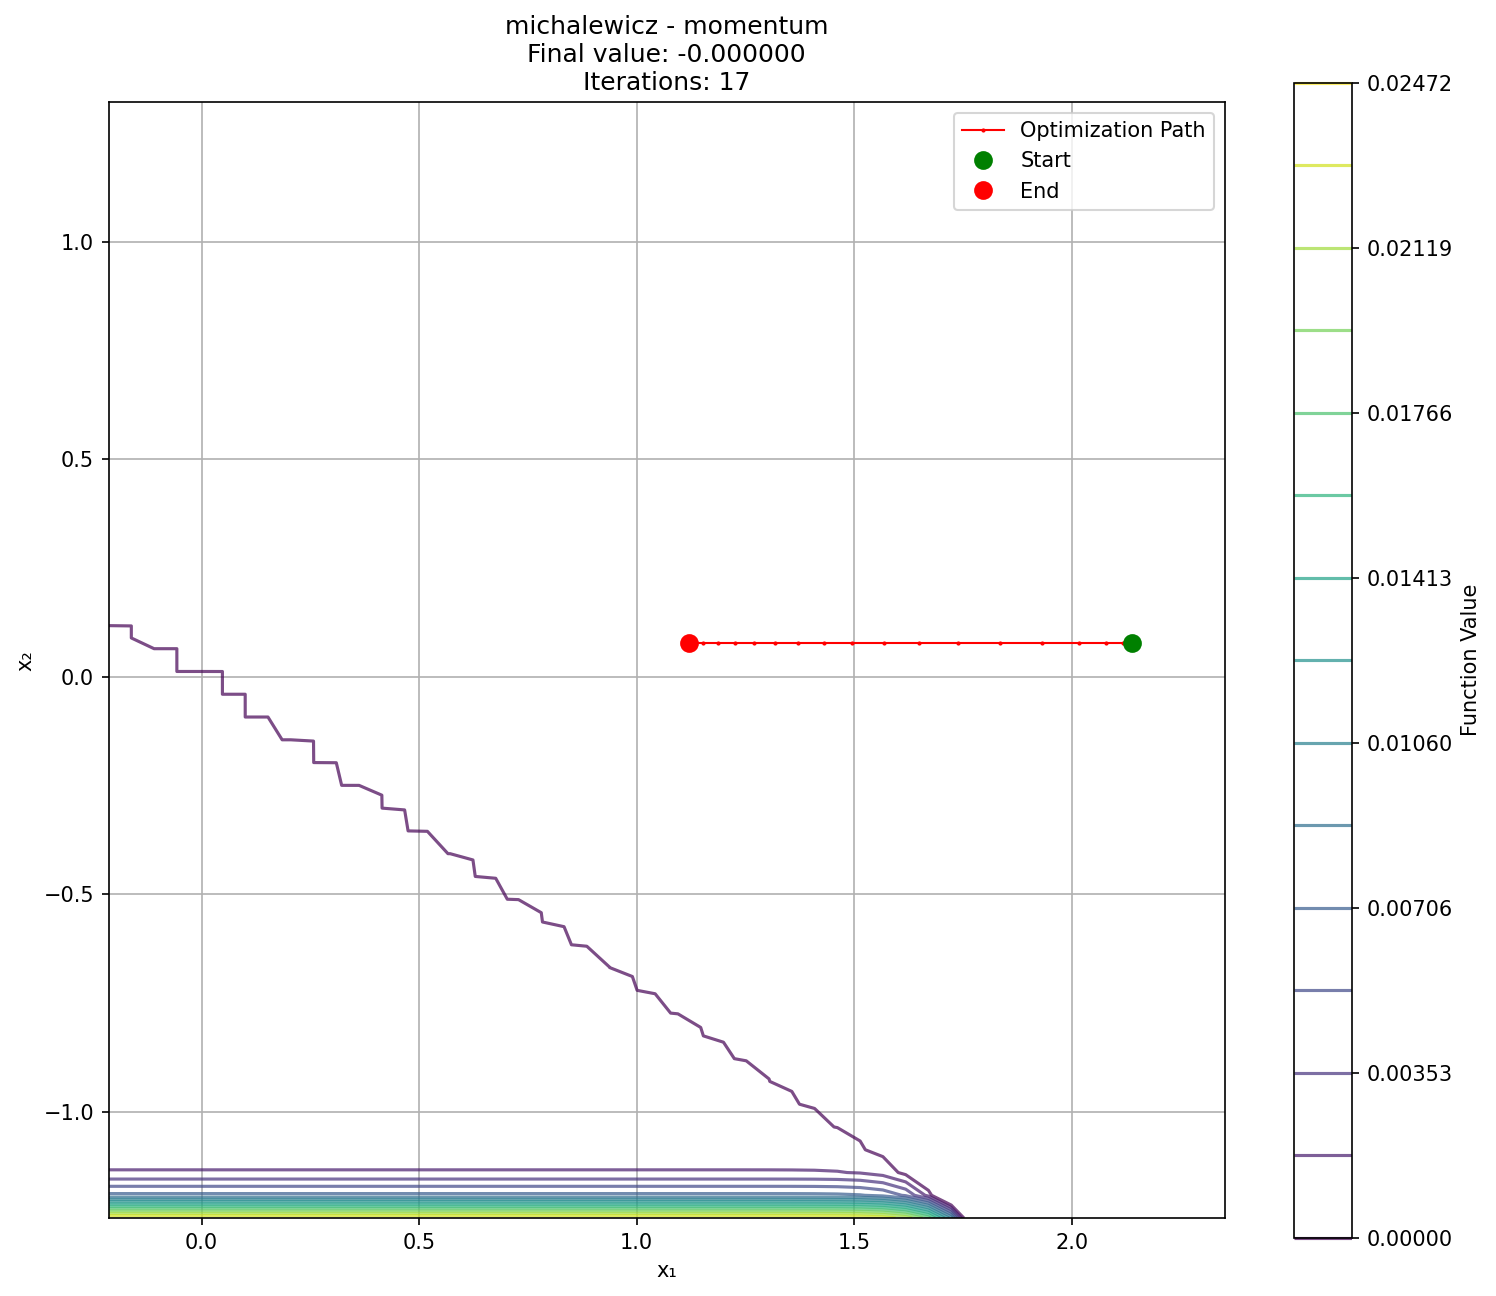 michalewicz - momentum
Final value: -0.000000
Iterations: 17
Optimization Path
Start
End
1.0
0.5
0.0
−0.5
−1.0
x₂
0.0
0.5
1.0
1.5
2.0
x₁
0.02472
0.02119
0.01766
0.01413
0.01060
0.00706
0.00353
0.00000
Function Value